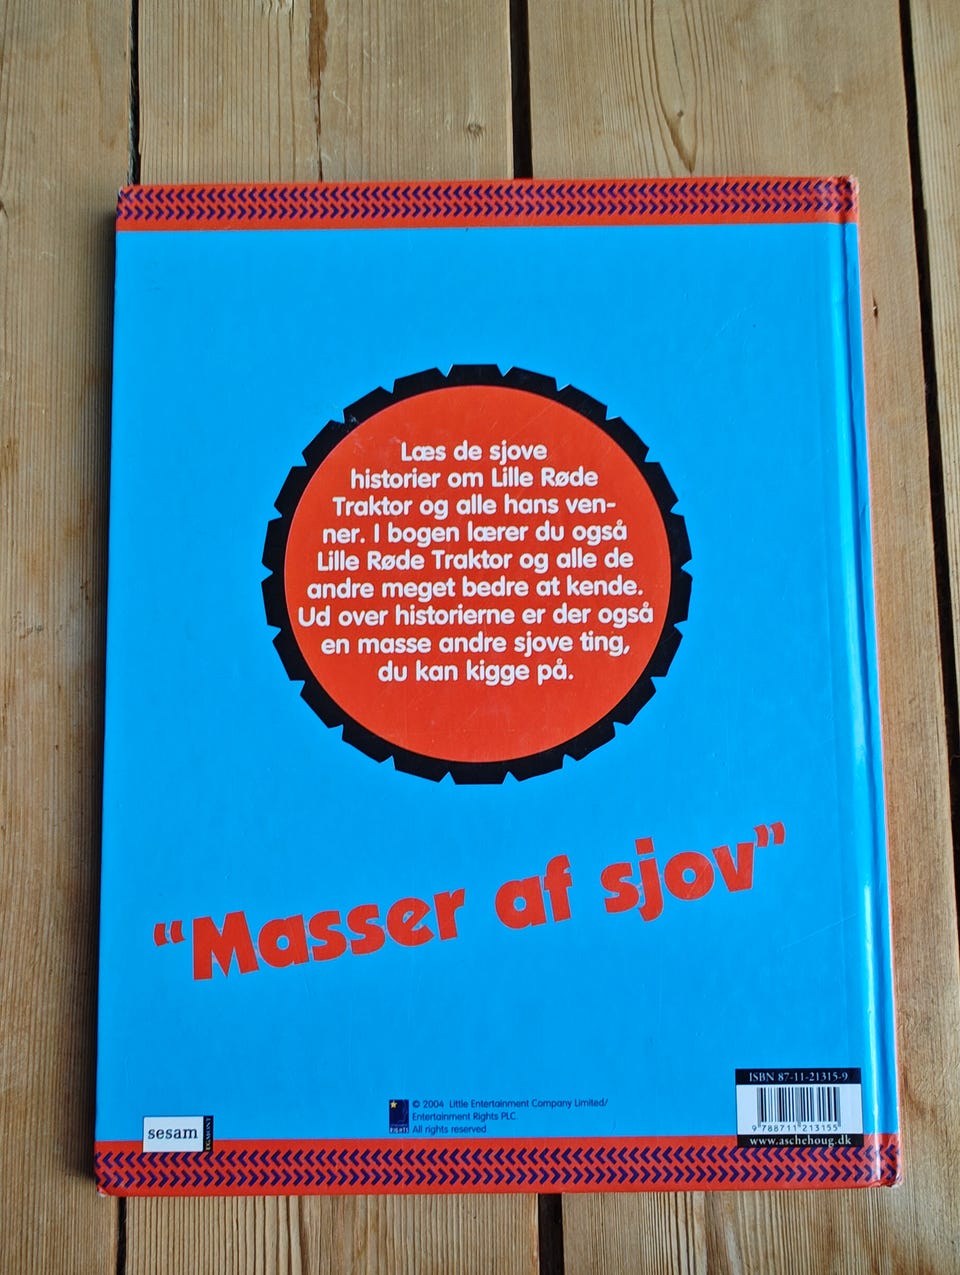 Læs de sjove
historier om Lille Røde
Traktor og alle hans ven-
ner. I bogen lærer du også
Lille Røde Traktor og alle de
andre meget bedre at kende.
Ud over historierne er der også
en masse andre sjove ting,
du kan kigge på.
“Masser af sjov”
sesam
EGMONT
© 2004 Little Entertainment Company Limited/
Entertainment Rights PLC
All rights reserved
ISBN 87-11-21315-9
9 788711 213155
www.aschehoug.dk